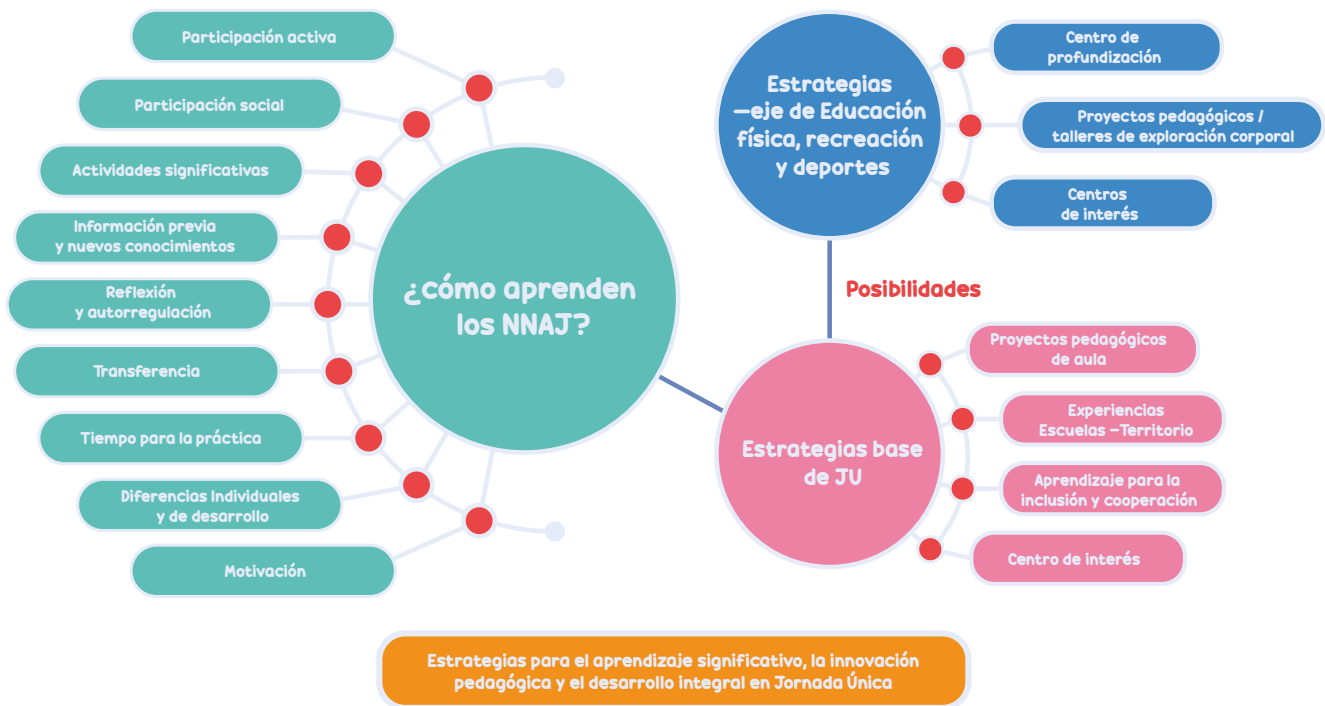 Participación activa
Participación social
Actividades significativas
Información previa
y nuevos conocimientos
Reflexión
y autorregulación
Transferencia
Tiempo para la práctica
Diferencias Individuales
y de desarrollo
Motivación
¿cómo aprenden
los NNAJ?
Estrategias
–eje de Educación
física, recreación
y deportes
Centro de
profundización
Proyectos pedagógicos /
talleres de exploración corporal
Centros
de interés
Posibilidades
Estrategias base
de JU
Proyectos pedagógicos
de aula
Experiencias
Escuelas –Territorio
Aprendizaje para la
inclusión y cooperación
Centro de interés
Estrategias para el aprendizaje significativo, la innovación
pedagógica y el desarrollo integral en Jornada Única